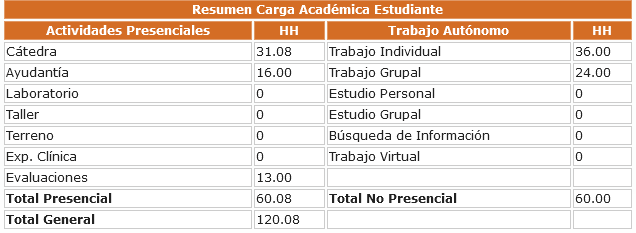 Resumen Carga Académica Estudiante
Actividades Presenciales HH Trabajo Autónomo HH
Cátedra 31.08 Trabajo Individual 36.00
Ayudantía 16.00 Trabajo Grupal 24.00
Laboratorio 0 Estudio Personal 0
Taller 0 Estudio Grupal 0
Terreno 0 Búsqueda de Información 0
Exp. Clínica 0 Trabajo Virtual 0
Evaluaciones 13.00
Total Presencial 60.08 Total No Presencial 60.00
Total General 120.08